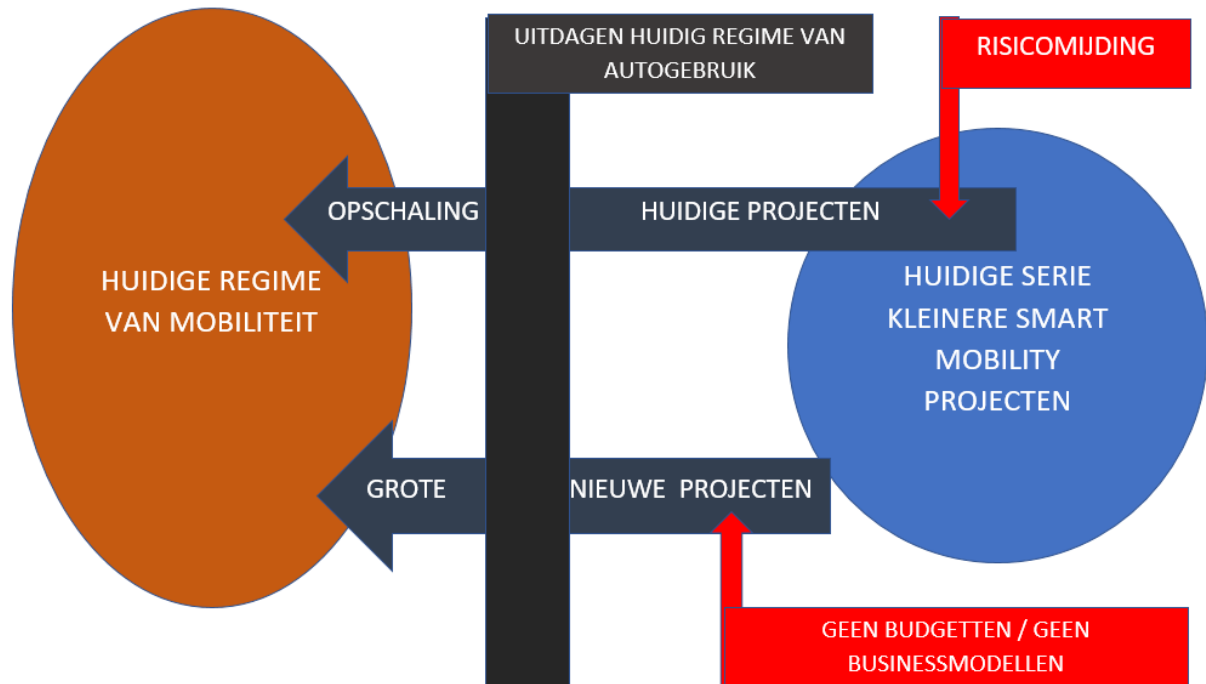 UITDAGEN HUIDIG REGIME VAN
AUTOGEBRUIK
RISICOMIJDING
OPSCHALING
HUIDIGE PROJECTEN
HUIDIGE REGIME
VAN MOBILITEIT
HUIDIGE SERIE
KLEINERE SMART
MOBILITY
PROJECTEN
GROTE
NIEUWE PROJECTEN
GEEN BUDGETTEN / GEEN
BUSINESSMODELLEN